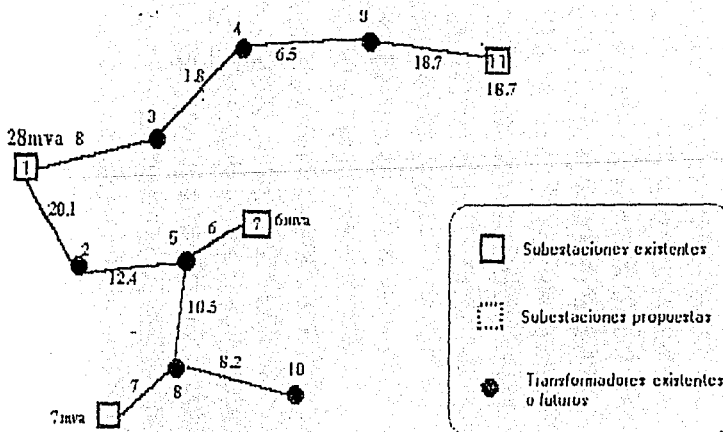 4
9
6.5
18.7
11
18.7
1.8
3
28mva 8
1
20.1
2
12.4
5
6
7
6mva
10.5
8
8.2
10
7
7mva
Subestaciones existentes
Subestaciones propuestas
Transformadores existentes
o futuros